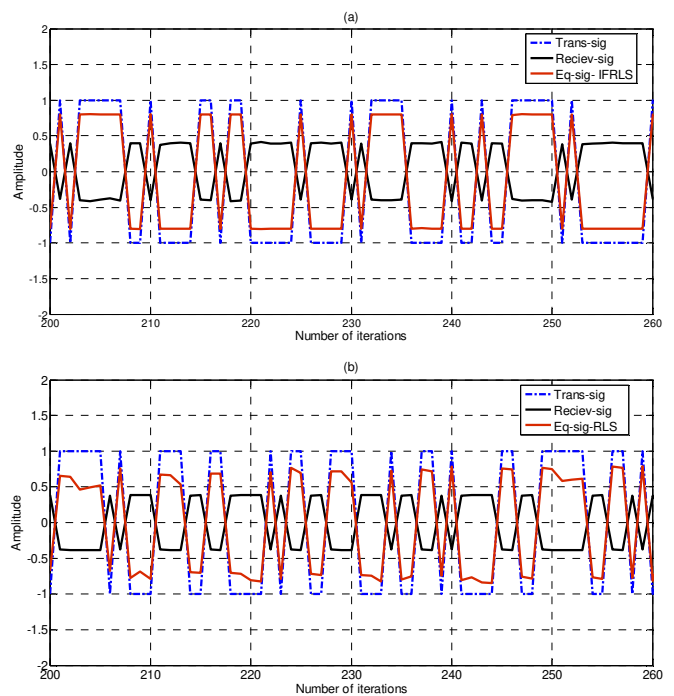 (a)
2
1.5
1
0.5
0
-0.5
-1
-1.5
-2
Amplitude
Trans-sig
Reciev-sig
Eq-sig- IFRLS
200 210 220 230 240 250 260
Number of iterations
(b)
2
1.5
1
0.5
0
-0.5
-1
-1.5
-2
Amplitude
Trans-sig
Reciev-sig
Eq-sig-RLS
200 210 220 230 240 250 260
Number of iterations